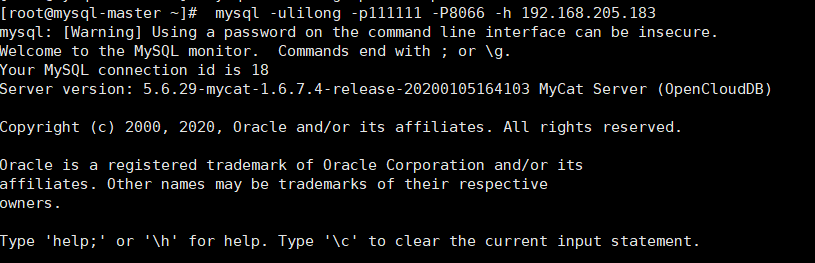 [root@mysql-master ~]#  mysql -ulilong -p111111 -P8066 -h 192.168.205.183
mysql: [Warning] Using a password on the command line interface can be insecure.
Welcome to the MySQL monitor.  Commands end with ; or \g.
Your MySQL connection id is 18
Server version: 5.6.29-mycat-1.6.7.4-release-20200105164103 MyCat Server (OpenCloudDB)
Copyright (c) 2000, 2020, Oracle and/or its affiliates. All rights reserved.
Oracle is a registered trademark of Oracle Corporation and/or its
affiliates. Other names may be trademarks of their respective
owners.
Type 'help;' or '\h' for help. Type '\c' to clear the current input statement.